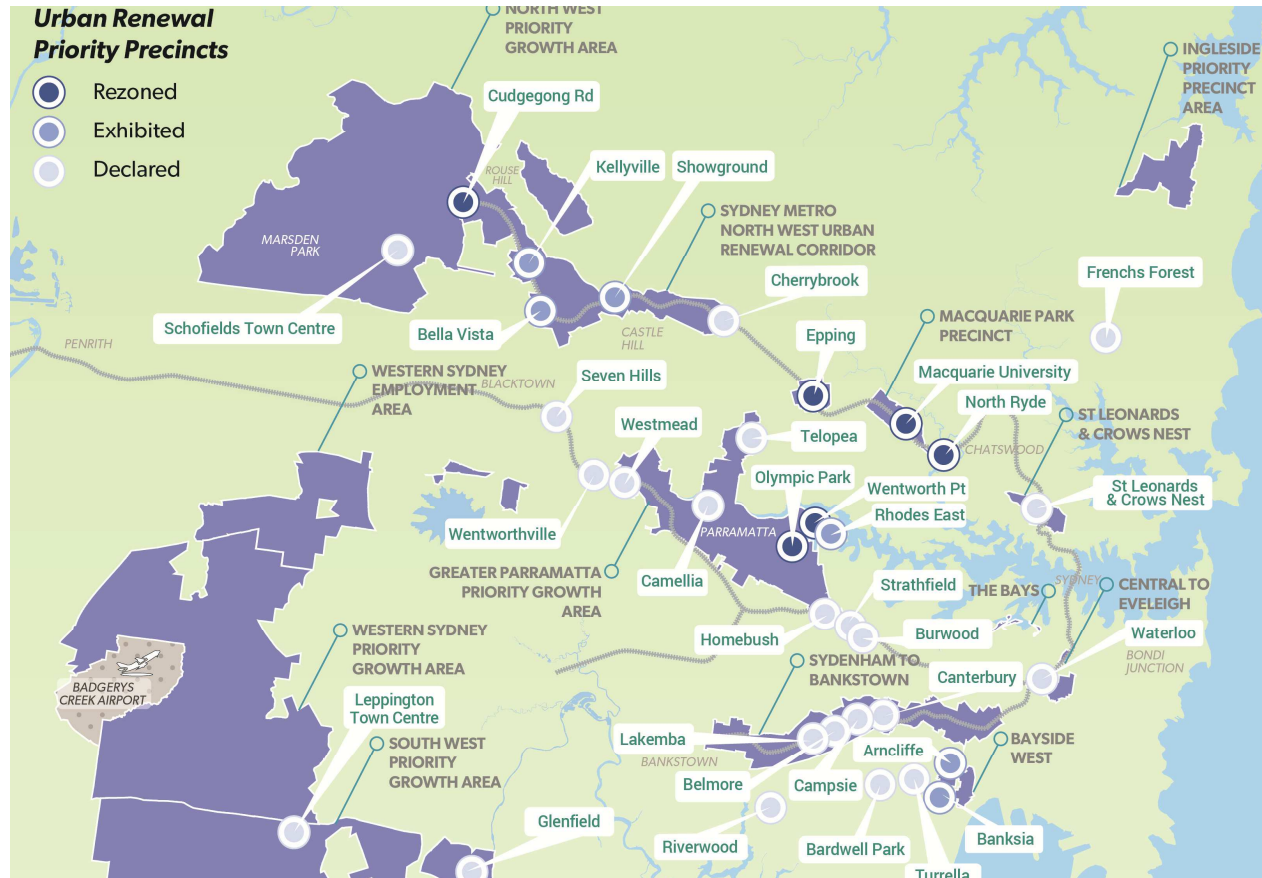 Urban Renewal
Priority Precincts
Rezoned
Exhibited
Declared
NORTH WEST
PRIORITY
GROWTH AREA
INGLESIDE
PRIORITY
PRECINCT
AREA
Cudgegong Rd
ROUSE
HILL
Kellyville
Showground
SYDNEY METRO
NORTH WEST URBAN
RENEWAL CORRIDOR
MARSDEN
PARK
Cherrybrook
Frenchs Forest
Schofields Town Centre
Bella Vista
CASTLE
HILL
Epping
MACQUARIE PARK
PRECINCT
PENRITH
WESTERN SYDNEY
EMPLOYMENT
AREA
BLACKTOWN
Seven Hills
Macquarie University
North Ryde
Westmead
Telopea
CHATSWOOD
ST LEONARDS
& CROWS NEST
Olympic Park
Wentworth Pt
Rhodes East
St Leonards
& Crows Nest
Wentworthville
PARRAMATTA
GREATER PARRAMATTA
PRIORITY GROWTH
AREA
Camellia
Strathfield
THE BAYS
SYDNEY
CENTRAL TO
EVELEIGH
Homebush
Burwood
Waterloo
WESTERN SYDNEY
PRIORITY
GROWTH AREA
SYDENHAM TO
BANKSTOWN
BONDI
JUNCTION
BADGERYS
CREEK AIRPORT
Leppington
Town Centre
Canterbury
SOUTH WEST
PRIORITY
GROWTH AREA
Lakemba
BANKSTOWN
Arncliffe
BAYSIDE
WEST
Belmore
Campsie
Glenfield
Riverwood
Bardwell Park
Banksia
Turrella